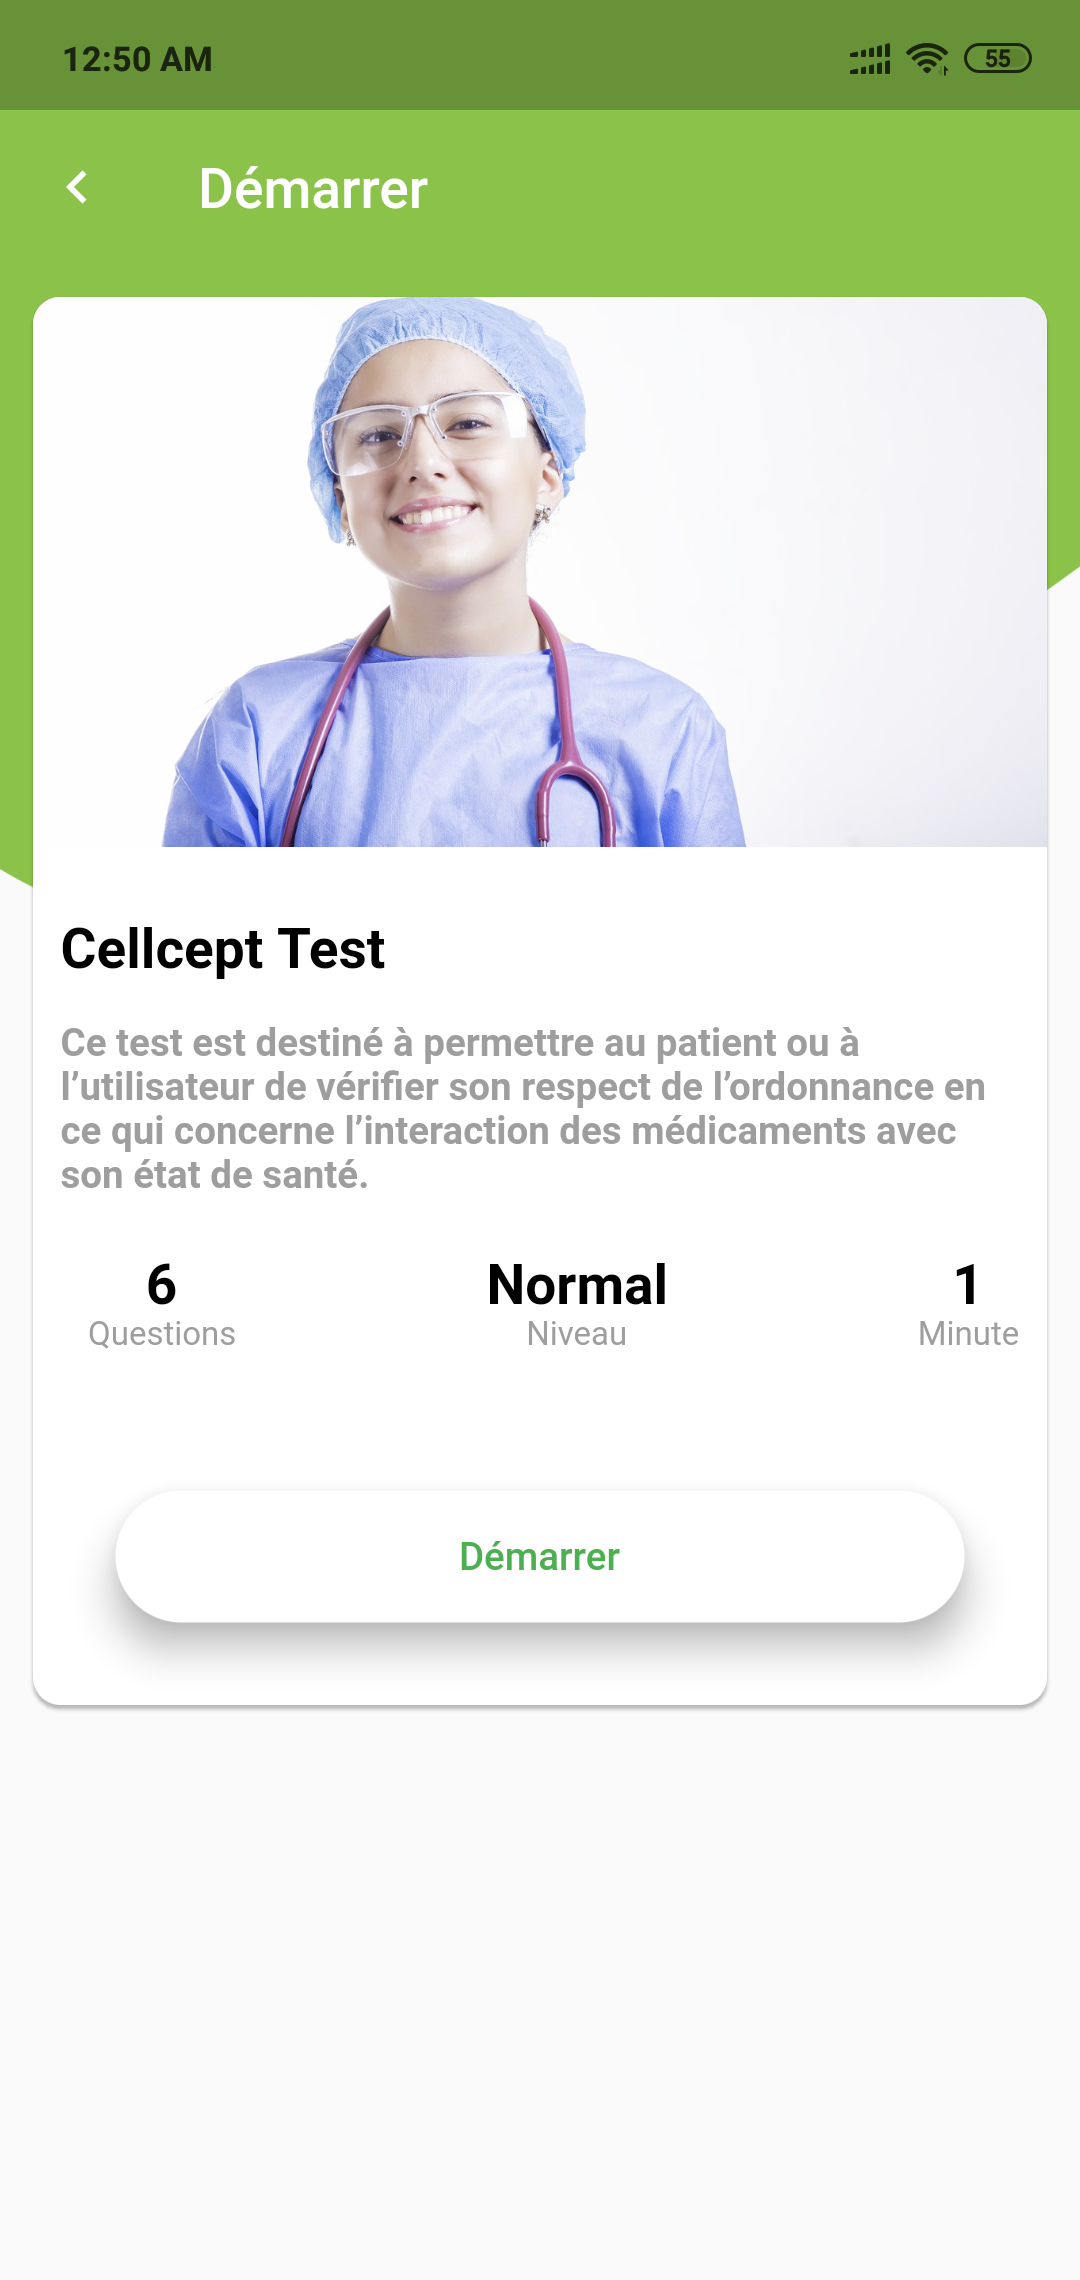 12:50 AM
55
Démarrer
Cellcept Test
Ce test est destiné à permettre au patient ou à
l’utilisateur de vérifier son respect de l’ordonnance en
ce qui concerne l’interaction des médicaments avec
son état de santé.
6 Normal 1
Questions Niveau Minute
Démarrer